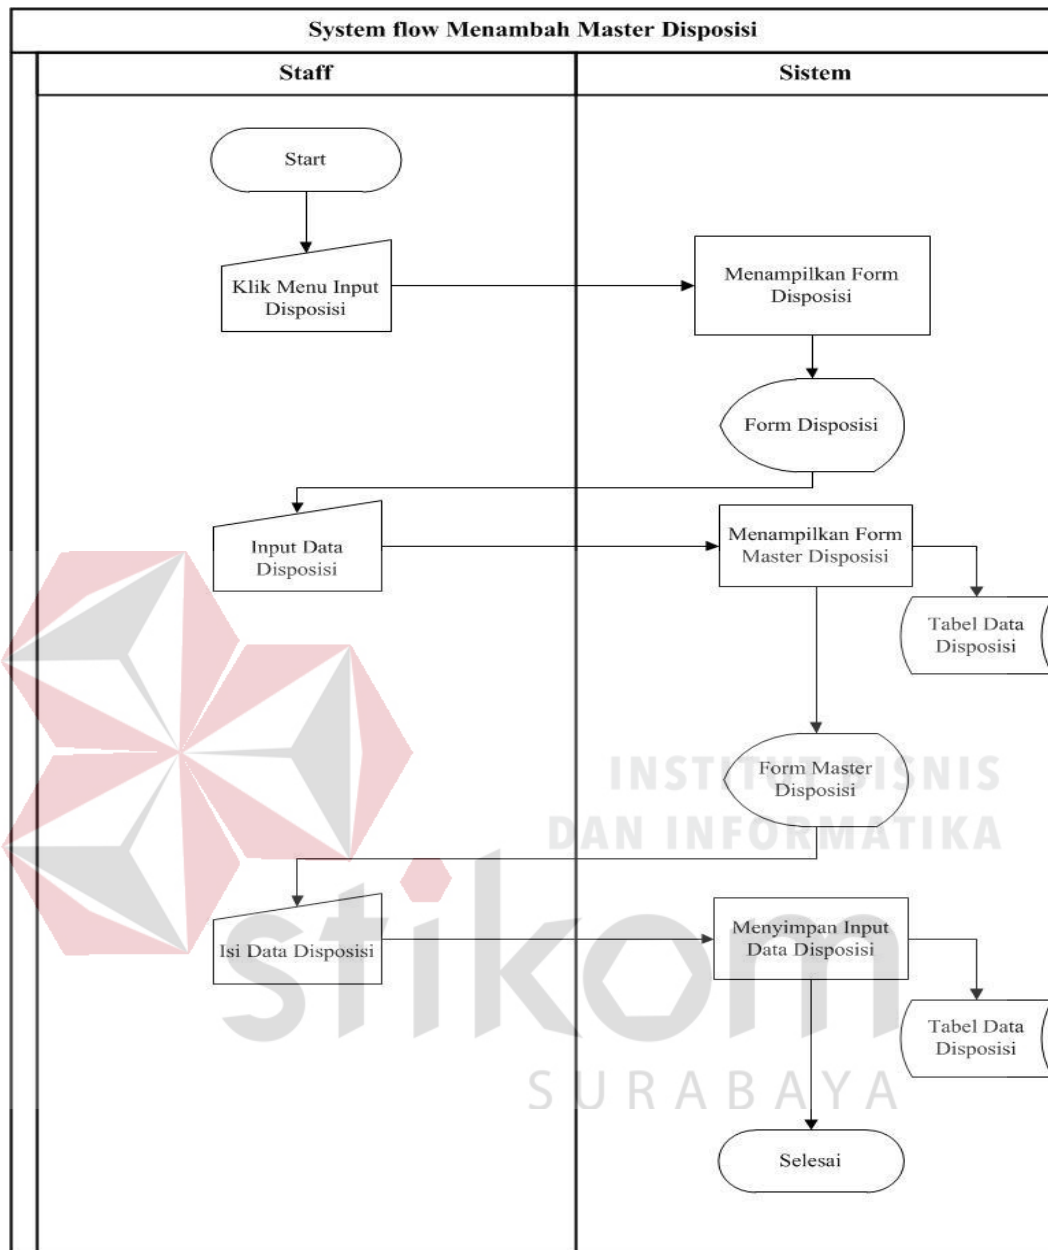 System flow Menambah Master Disposisi
Staff
Sistem
Start
Klik Menu Input
Disposisi
Menampilkan Form
Disposisi
Form Disposisi
Input Data
Disposisi
Menampilkan Form
Master Disposisi
Tabel Data
Disposisi
Form Master
Disposisi
INSTITUT BISNIS
DAN INFORMATIKA
stikom
SURABAYA
Isi Data Disposisi
Menyimpan Input
Data Disposisi
Tabel Data
Disposisi
Selesai